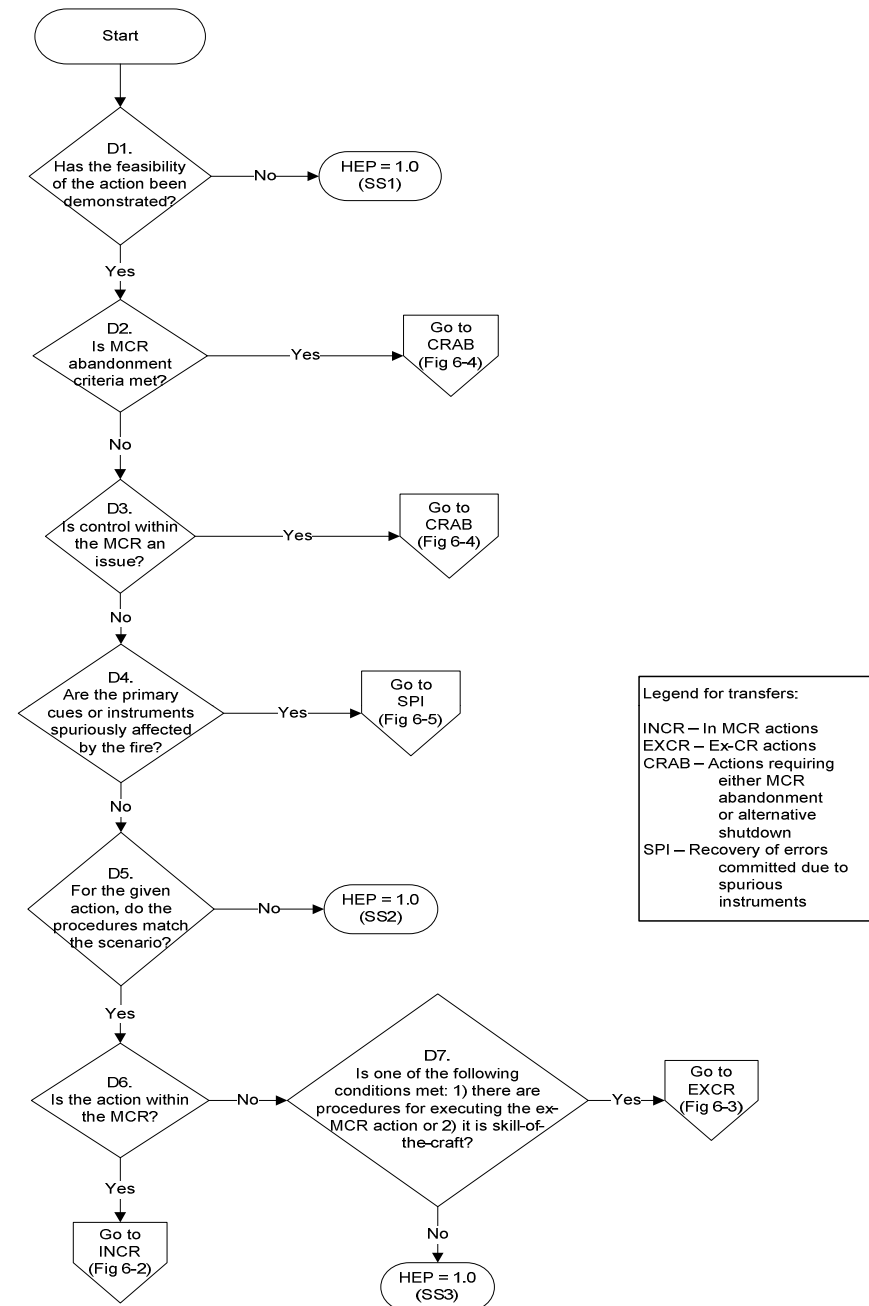 Start
D1.
Has the feasibility
of the action been
demonstrated?
No
HEP = 1.0
(SS1)
Yes
D2.
Is MCR
abandonment
criteria met?
Yes
Go to
CRAB
(Fig 6-4)
No
D3.
Is control within
the MCR an
issue?
Yes
Go to
CRAB
(Fig 6-4)
No
D4.
Are the primary
cues or instruments
spuriously affected
by the fire?
Yes
Go to
SPI
(Fig 6-5)
No
Legend for transfers:
INCR – In MCR actions
EXCR – Ex-CR actions
CRAB – Actions requiring
either MCR
abandonment
or alternative
shutdown
SPI – Recovery of errors
committed due to
spurious
instruments
D5.
For the given
action, do the
procedures match
the scenario?
No
HEP = 1.0
(SS2)
Yes
D6.
Is the action within
the MCR?
No
D7.
Is one of the following
conditions met: 1) there are
procedures for executing the ex-
MCR action or 2) it is skill-of-
the-craft?
Yes
Go to
EXCR
(Fig 6-3)
Yes
Go to
INCR
(Fig 6-2)
No
HEP = 1.0
(SS3)